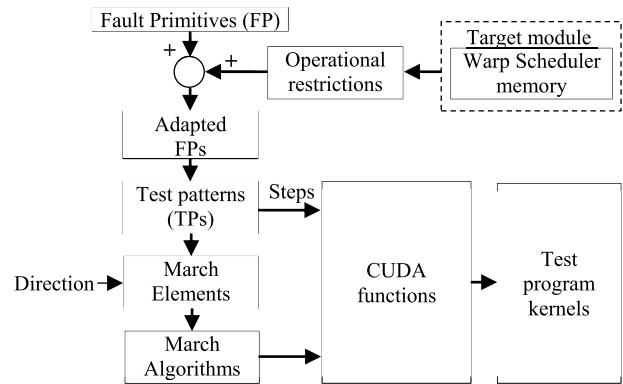 Fault Primitives (FP)
+
+
Operational
restrictions
Target module
Warp Scheduler
memory
Adapted
FPs
Test patterns
(TPs)
Steps
Direction
March
Elements
March
Algorithms
CUDA
functions
Test
program
kernels